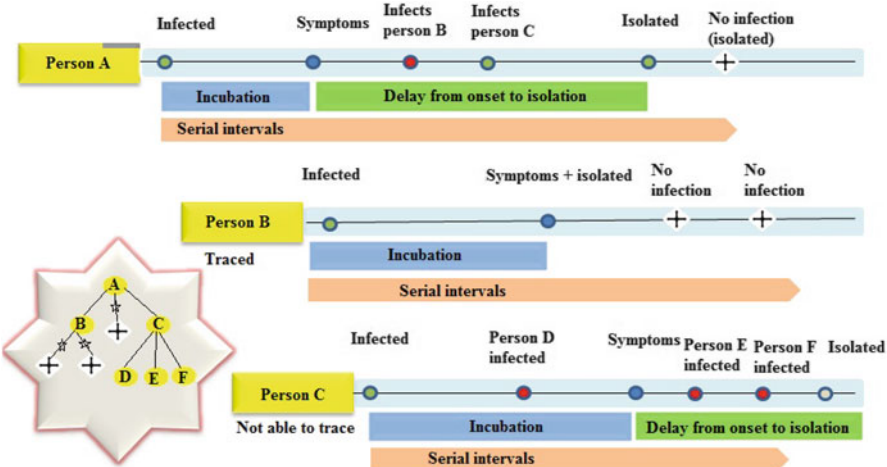 Infected
Symptoms
Infects
person B
Infects
person C
Isolated
No infection
(isolated)
Person A
Incubation
Delay from onset to isolation
Serial intervals
Infected
Symptoms + isolated
No
infection
No
infection
Person B
Traced
Incubation
Serial intervals
A
B
C
D
E
F
Infected
Person D
infected
Symptoms
Person E
infected
Person F
infected
Isolated
Person C
Not able to trace
Incubation
Delay from onset to isolation
Serial intervals